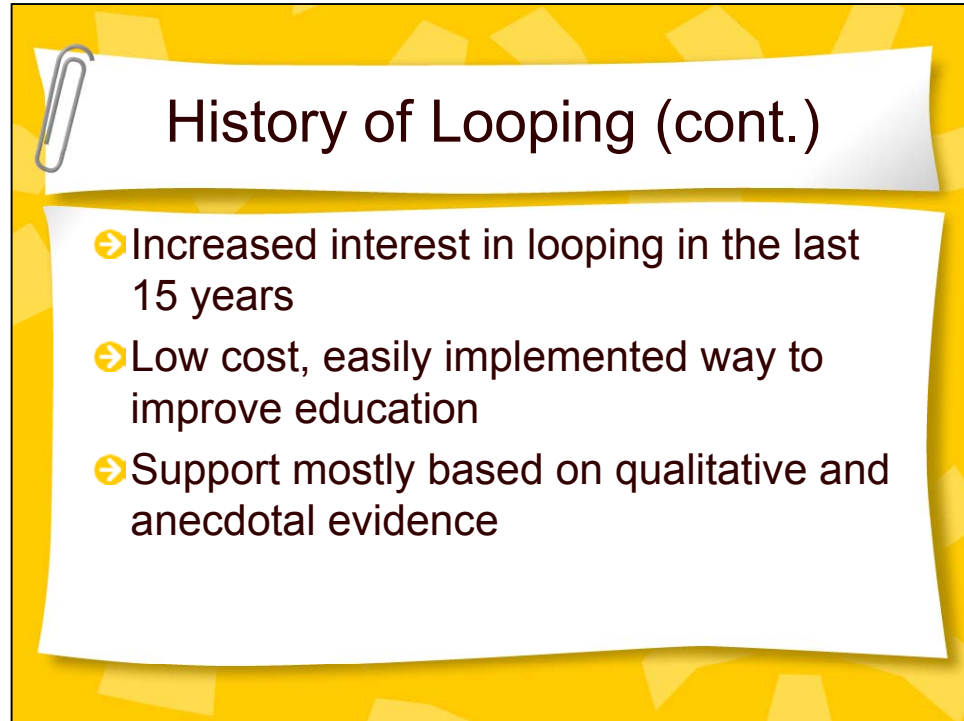 History of Looping (cont.)
Increased interest in looping in the last
15 years
Low cost, easily implemented way to
improve education
Support mostly based on qualitative and
anecdotal evidence